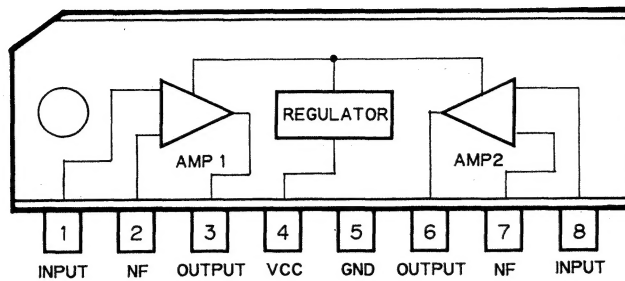 REGULATOR
AMP 1
AMP2
1 2 3 4 5 6 7 8
INPUT NF OUTPUT VCC GND OUTPUT NF INPUT